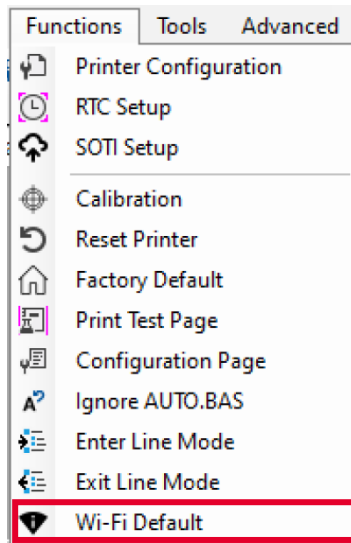 Functions Tools Advanced
Printer Configuration
RTC Setup
SOTI Setup
Calibration
Reset Printer
Factory Default
Print Test Page
Configuration Page
Ignore AUTO.BAS
Enter Line Mode
Exit Line Mode
Wi-Fi Default